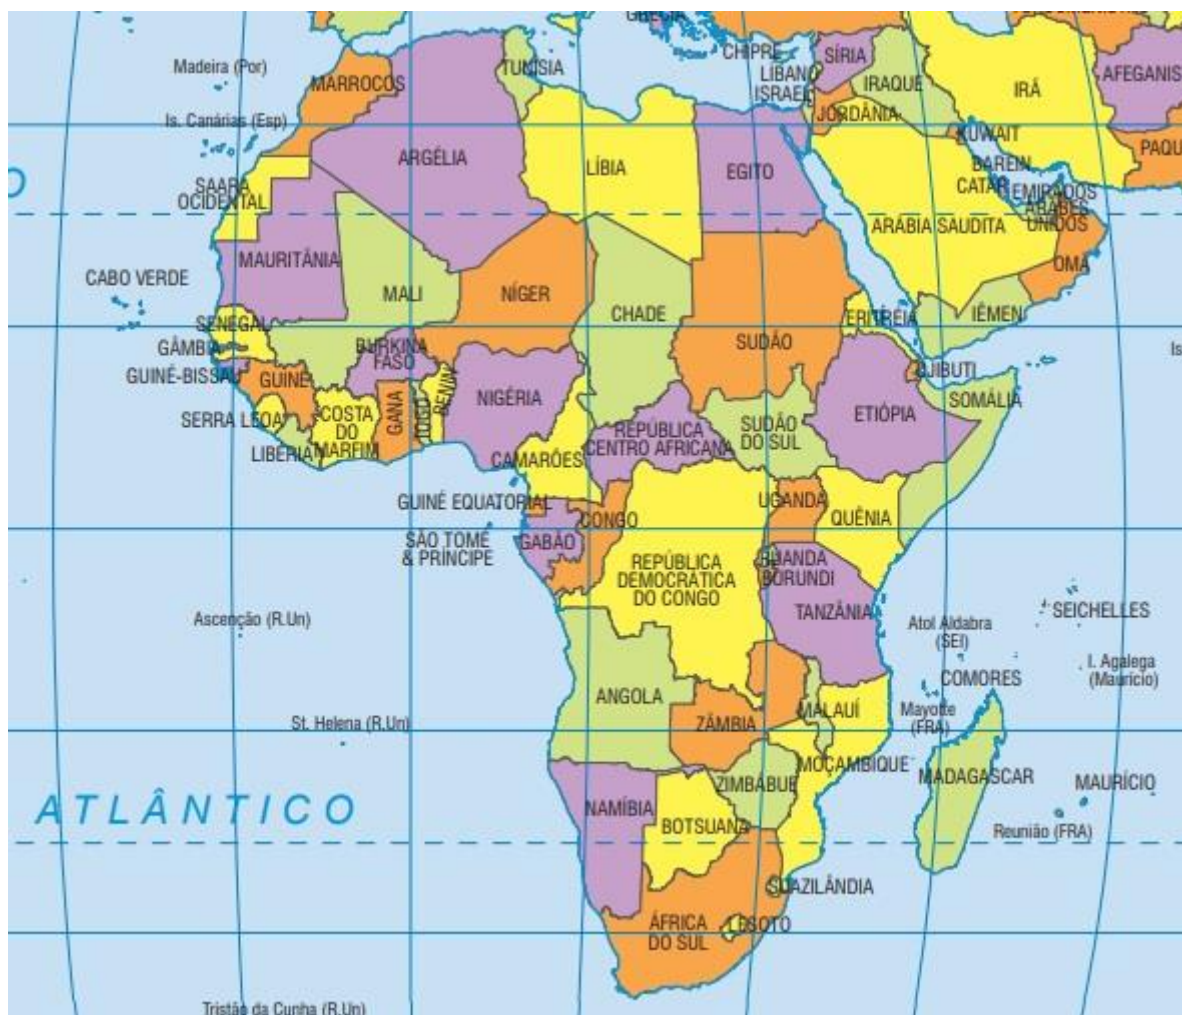 GRÉCIA
CHIPRE
SÍRIA
LÍBANO
ISRAEL
IRAQUE
JORDÂNIA
IRÃ
AFEGANIS
KUWAIT
PAQU
BAREIN
CATAR
EMIRADOS
ÁRABES
UNIDOS
ARÁBIA SAUDITA
OMÃ
IÊMEN
Madeira (Por)
MARROCOS
TUNÍSIA
Is. Canárias (Esp)
ARGÉLIA
LÍBIA
EGITO
O
SAARA
OCIDENTAL
MAURITÂNIA
CABO VERDE
MALI
NÍGER
CHADE
SUDÃO
ERITRÉIA
SENEGAL
GÂMBIA
GUINÉ-BISSAU
GUINÉ
BURKINA
FASO
Is
DJIBUTI
SOMÁLIA
SERRA LEOA
LIBÉRIA
COSTA
DO
MARFIM
GANA
TOGO
BENIN
NIGÉRIA
CAMARÕES
REPÚBLICA
CENTRO AFRICANA
SUDÃO
DO SUL
ETIÓPIA
GUINÉ EQUATORIAL
SÃO TOMÉ
& PRÍNCIPE
GABÃO
CONGO
UGANDA
QUÊNIA
REPÚBLICA
DEMOCRÁTICA
DO CONGO
RUANDA
BORUNDI
TANZÂNIA
Ascenção (R.Un)
Atol Aldabra
(SEI)
SEICHELLES
COMORES
I. Agalega
(Maurício)
ANGOLA
ZÂMBIA
MALAUÍ
Mayotte
(FRA)
St. Helena (R.Un)
MOÇAMBIQUE
MADAGASCAR
MAURÍCIO
ATLÂNTICO
NAMÍBIA
ZIMBÁBUE
BOTSUANA
Reunião (FRA)
SUAZILÂNDIA
ÁFRICA
DO SUL
LESOTO
Tristão da Cunha (R.Un)